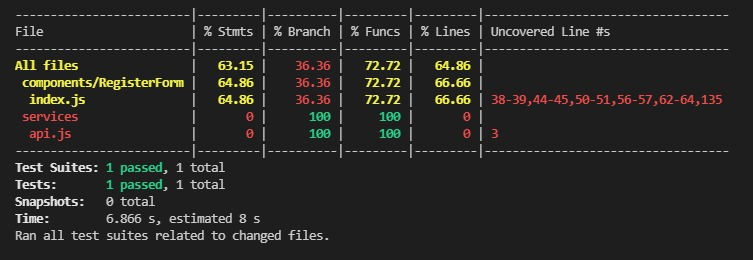 -----------------------|---------|----------|---------|---------|--------------------------------
File                   | % Stmts | % Branch | % Funcs | % Lines | Uncovered Line #s
-----------------------|---------|----------|---------|---------|--------------------------------
All files              |   63.15 |    36.36 |   72.72 |   64.86 |
 components/RegisterForm |   64.86 |    36.36 |   72.72 |   66.66 |
  index.js             |   64.86 |    36.36 |   72.72 |   66.66 | 38-39,44-45,50-51,56-57,62-64,135
 services              |       0 |      100 |     100 |       0 |
  api.js               |       0 |      100 |     100 |       0 | 3
-----------------------|---------|----------|---------|---------|--------------------------------
Test Suites: 1 passed, 1 total
Tests:       1 passed, 1 total
Snapshots:   0 total
Time:        6.866 s, estimated 8 s
Ran all test suites related to changed files.